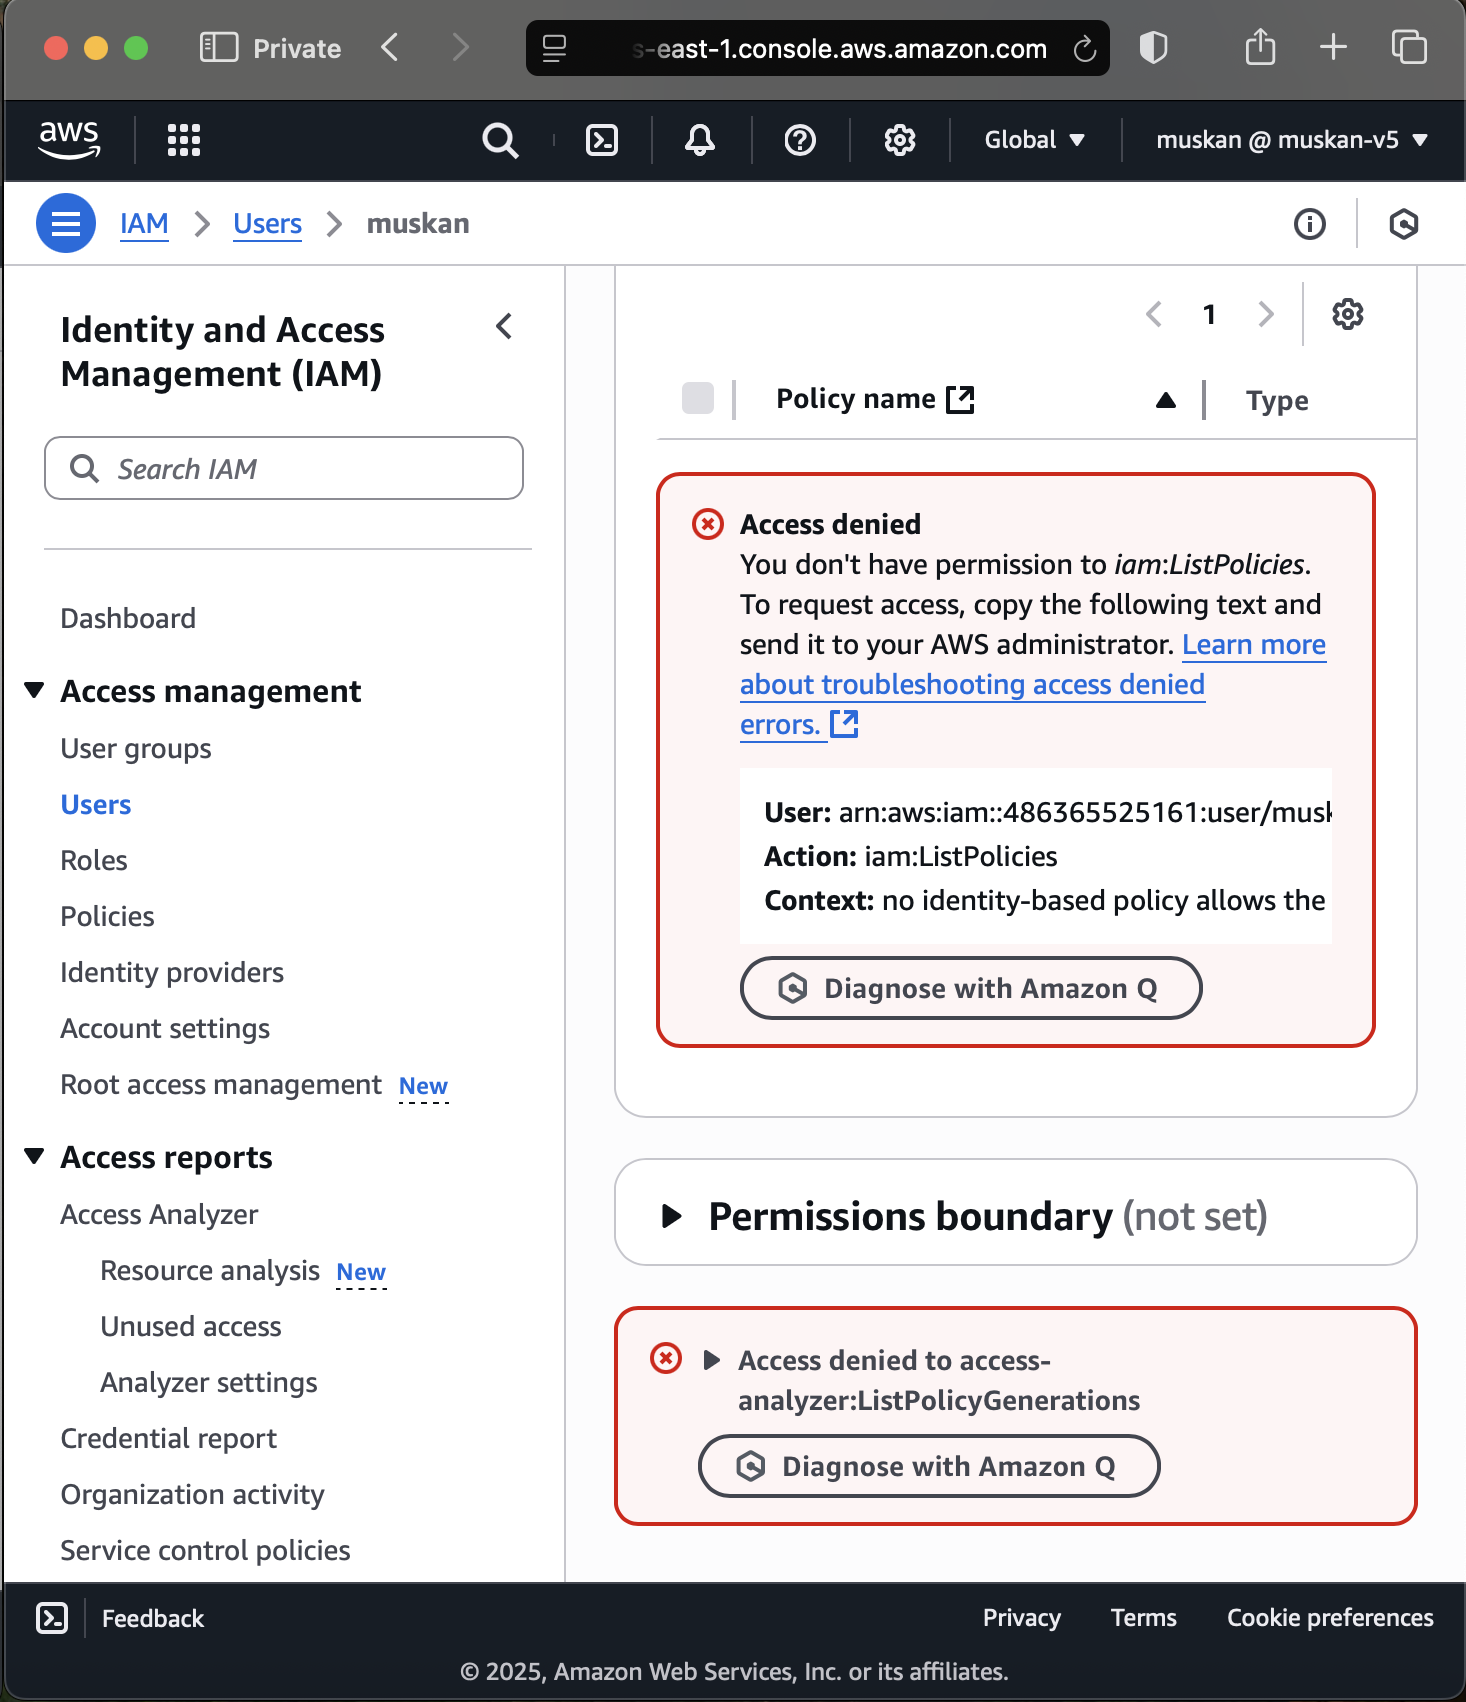 Private
s-east-1.console.aws.amazon.com
aws
Global
muskan @ muskan-v5
IAM
Users
muskan
Identity and Access
Management (IAM)
Search IAM
Dashboard
Access management
User groups
Users
Roles
Policies
Identity providers
Account settings
Root access management New
Access reports
Access Analyzer
Resource analysis New
Unused access
Analyzer settings
Credential report
Organization activity
Service control policies
1
Policy name
Type
Access denied
You don't have permission to iam:ListPolicies.
To request access, copy the following text and
send it to your AWS administrator. Learn more
about troubleshooting access denied
errors.
User: arn:aws:iam::486365525161:user/musk
Action: iam:ListPolicies
Context: no identity-based policy allows the
Diagnose with Amazon Q
Permissions boundary (not set)
Access denied to access-
analyzer:ListPolicyGenerations
Diagnose with Amazon Q
Feedback
Privacy
Terms
Cookie preferences
© 2025, Amazon Web Services, Inc. or its affiliates.